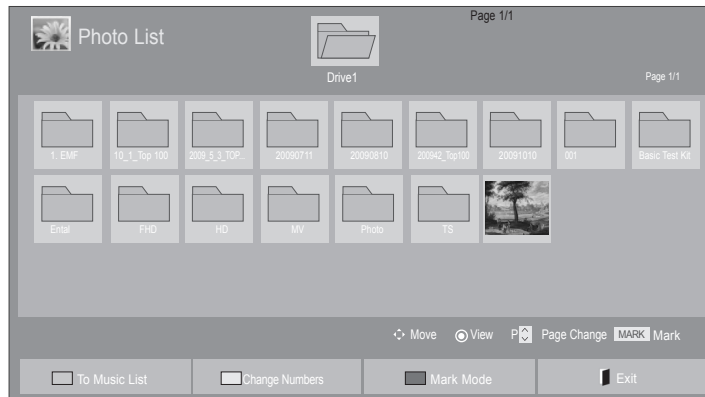 Page 1/1
Photo List
Drive1
Page 1/1
1. EMF 10_1_Top 100 2009_5_3_TOP... 20090711 20090810 200942_Top100 20091010 001 Basic Test Kit
Ental FHD HD MV Photo TS
Move View P Page Change MARK Mark
To Music List Change Numbers Mark Mode Exit